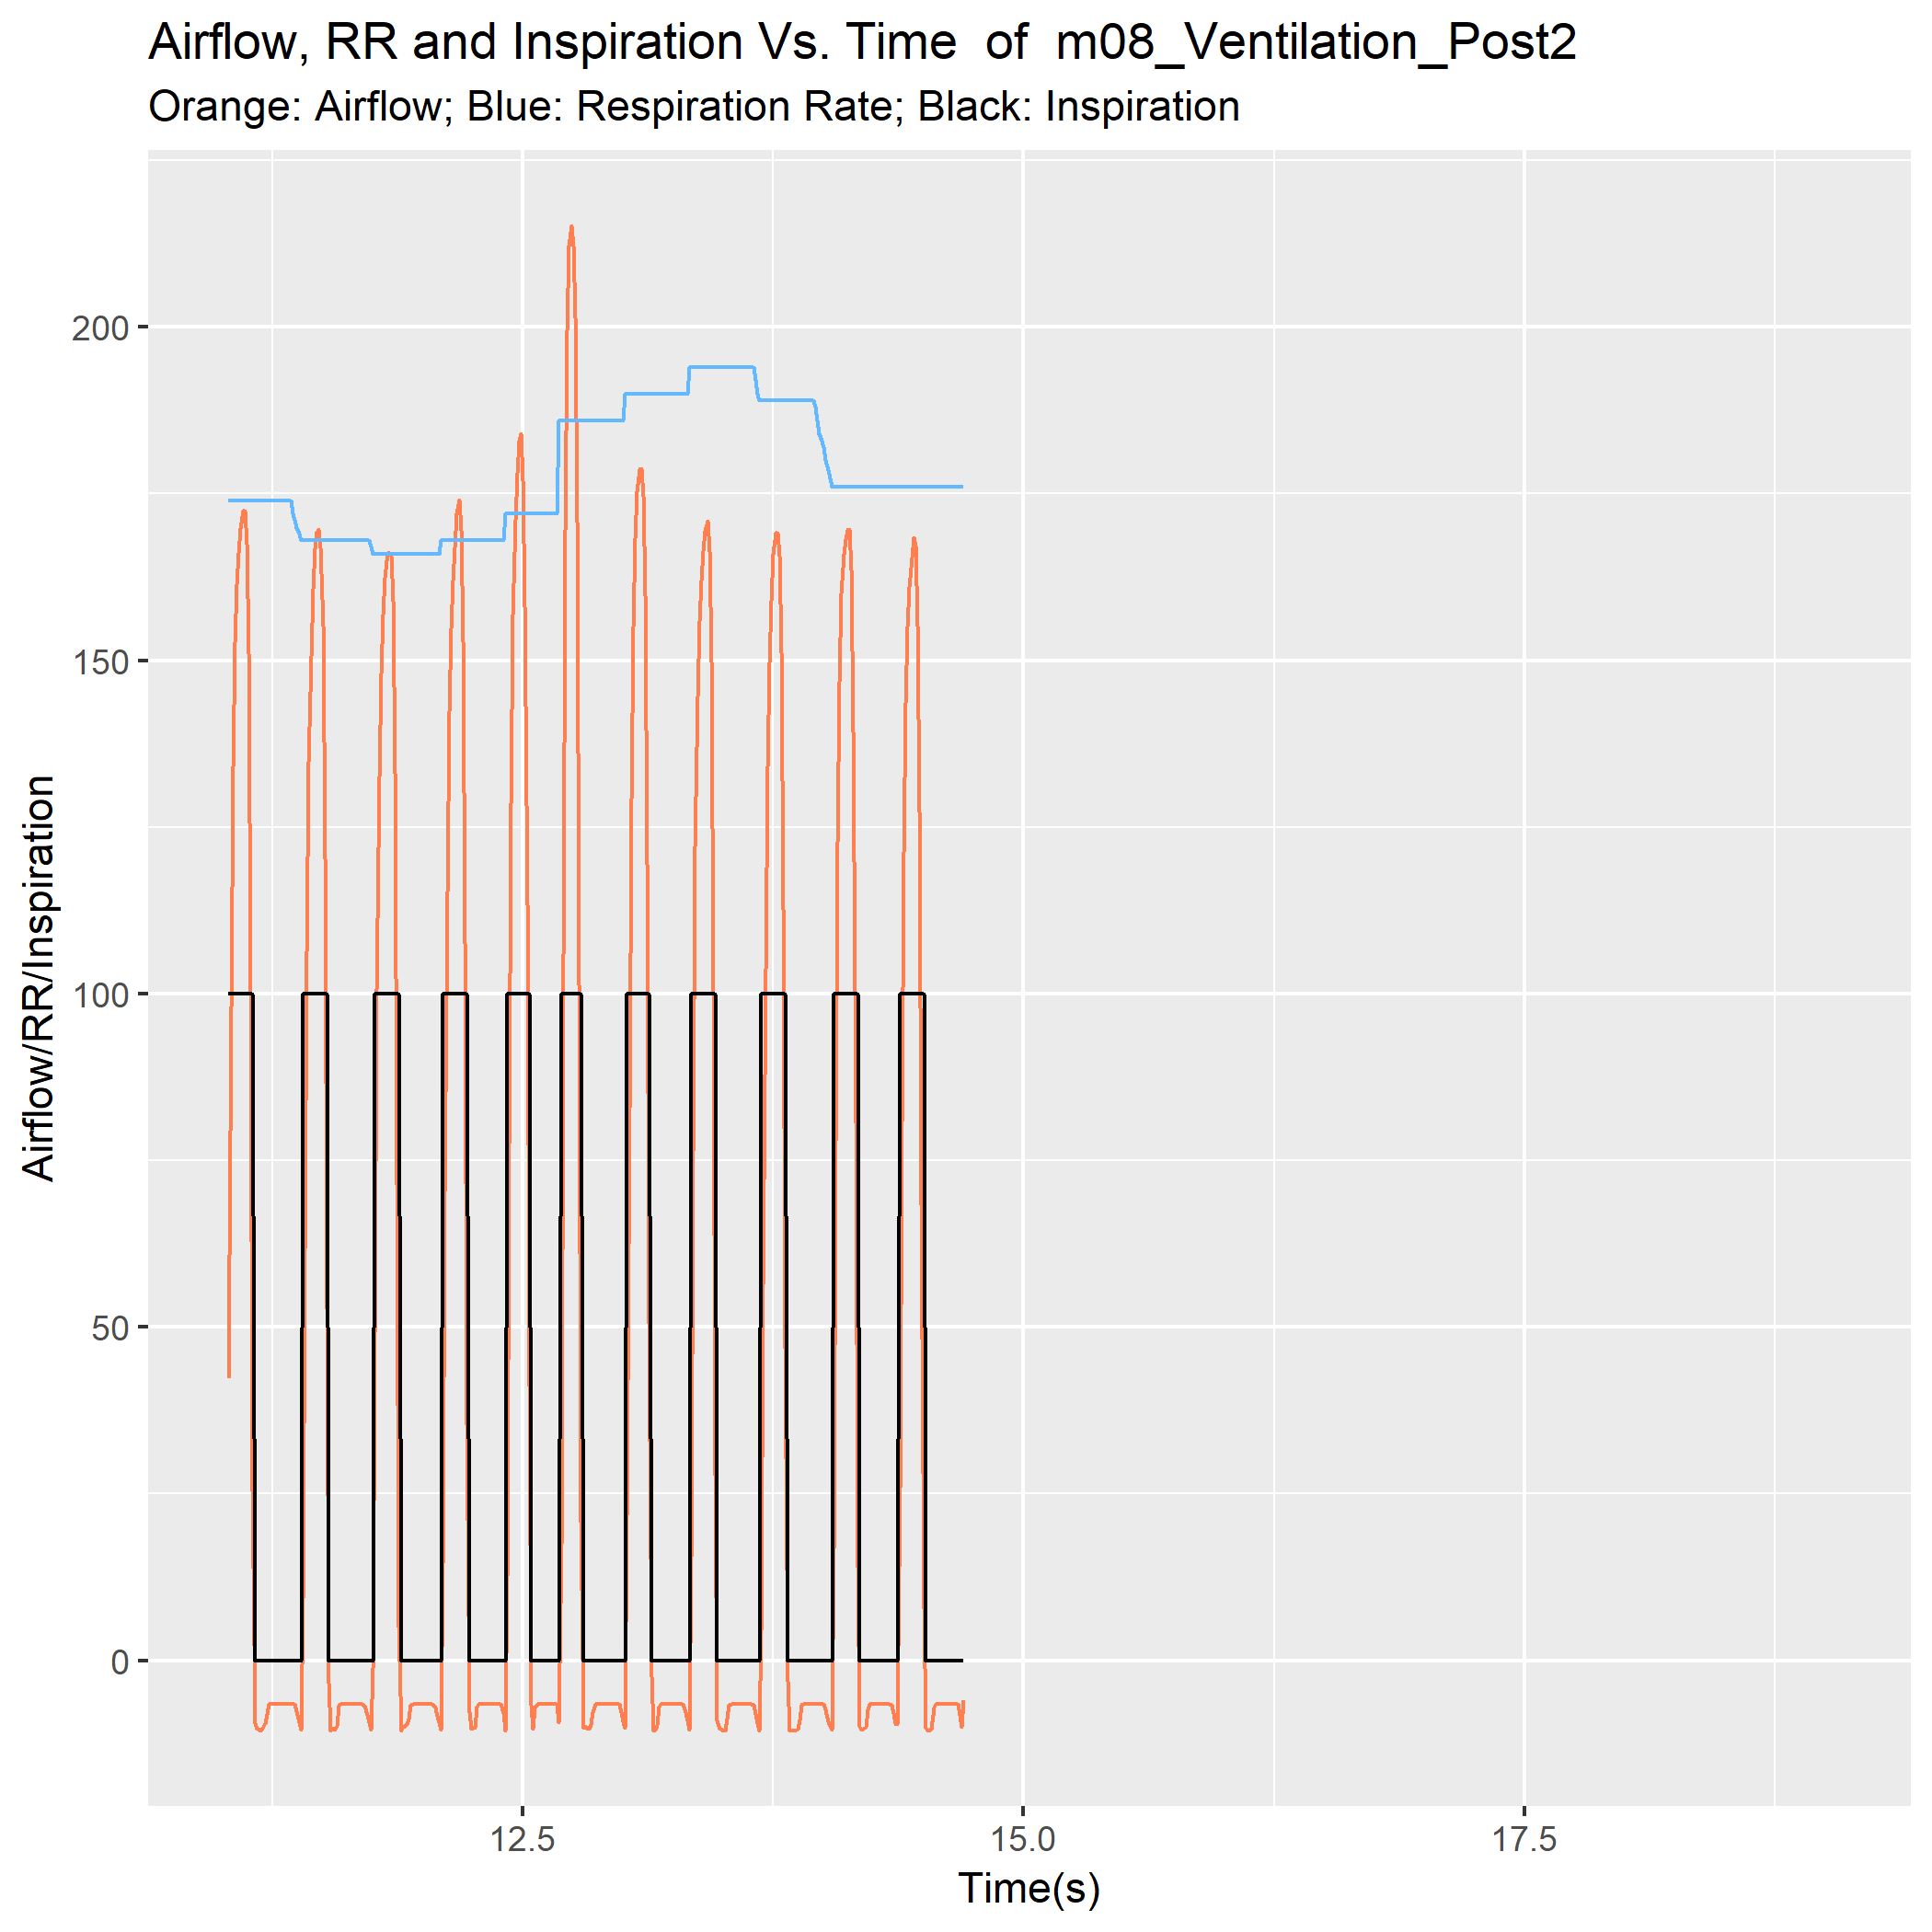 Airflow, RR and Inspiration Vs. Time  of  m08_Ventilation_Post2
Orange: Airflow; Blue: Respiration Rate; Black: Inspiration
Airflow/RR/Inspiration
200
150
100
50
0
12.5
15.0
17.5
Time(s)